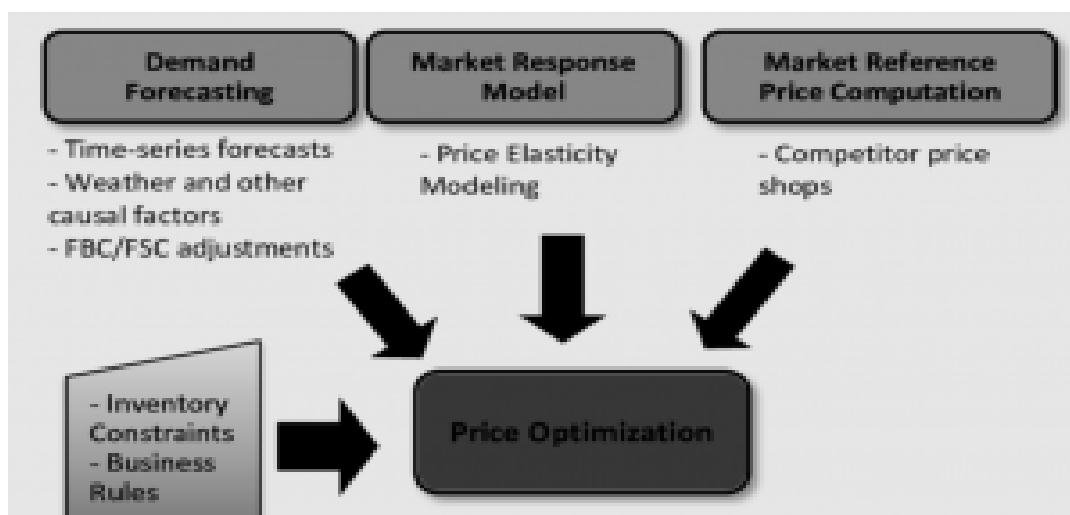 Demand
Forecasting
Market Response
Model
Market Reference
Price Computation
- Time-series forecasts
- Weather and other
causal factors
- FBC/FSC adjustments
- Price Elasticity
Modeling
- Competitor price
shops
- Inventory
Constraints
- Business
Rules
Price Optimization